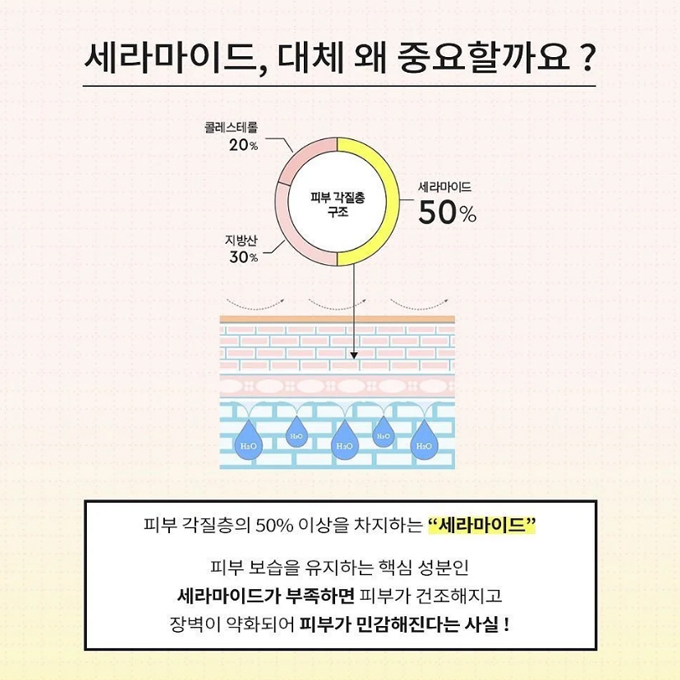 세라마이드, 대체 왜 중요할까요 ?
콜레스테롤
20%
피부 각질층
구조
세라마이드
50%
지방산
30%
H₂O
H₂O
H₂O
H₂O
H₂O
피부 각질층의 50% 이상을 차지하는 “세라마이드”
피부 보습을 유지하는 핵심 성분인
세라마이드가 부족하면 피부가 건조해지고
장벽이 약화되어 피부가 민감해진다는 사실 !